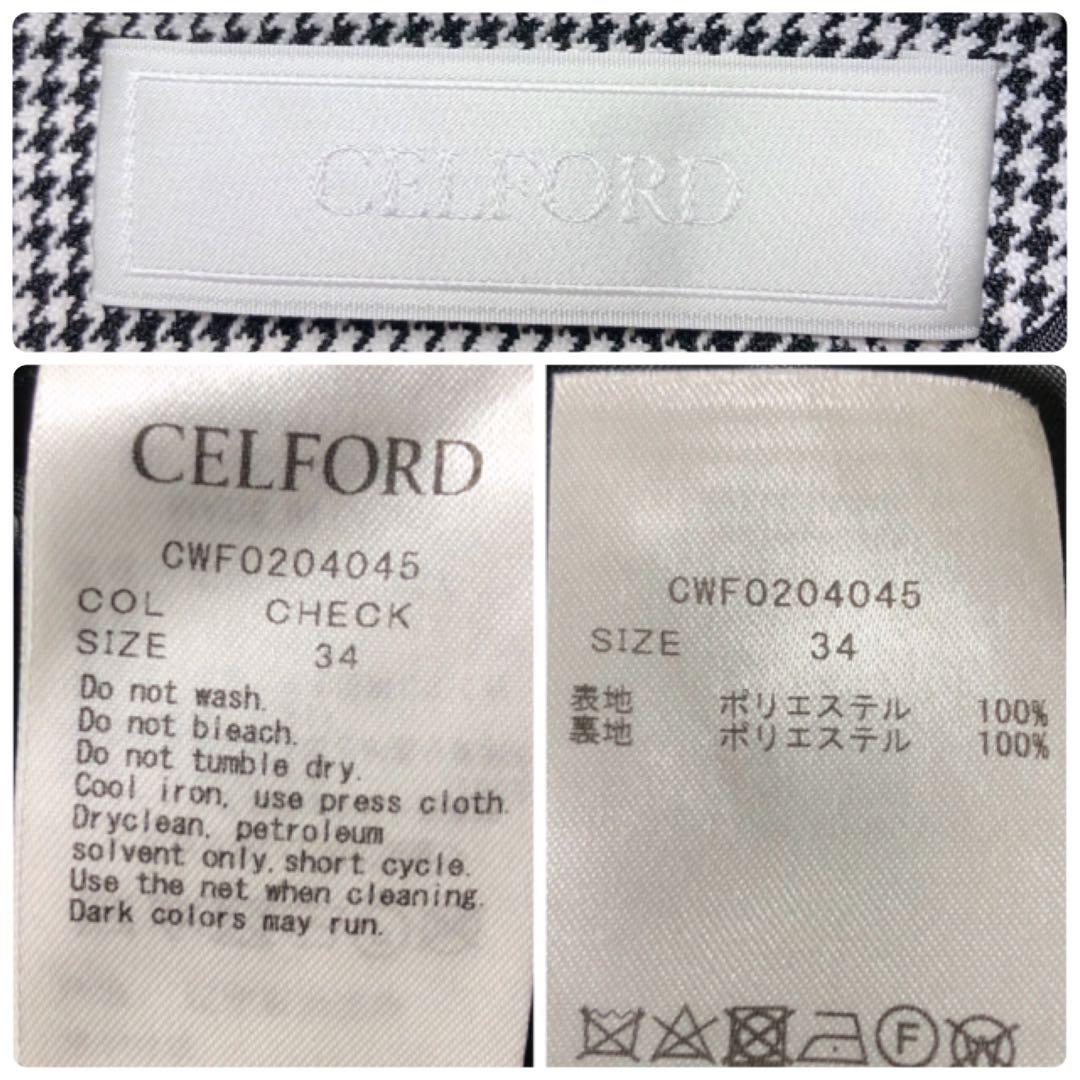 CELFORD
CELFORD
CWF0204045
COL CHECK
SIZE 34
Do not wash.
Do not bleach.
Do not tumble dry.
Cool iron, use press cloth.
Dryclean, petroleum
solvent only, short cycle.
Use the net when cleaning.
Dark colors may run.
CWF0204045
SIZE 34
表地 ポリエステル 100%
裏地 ポリエステル 100%
F W